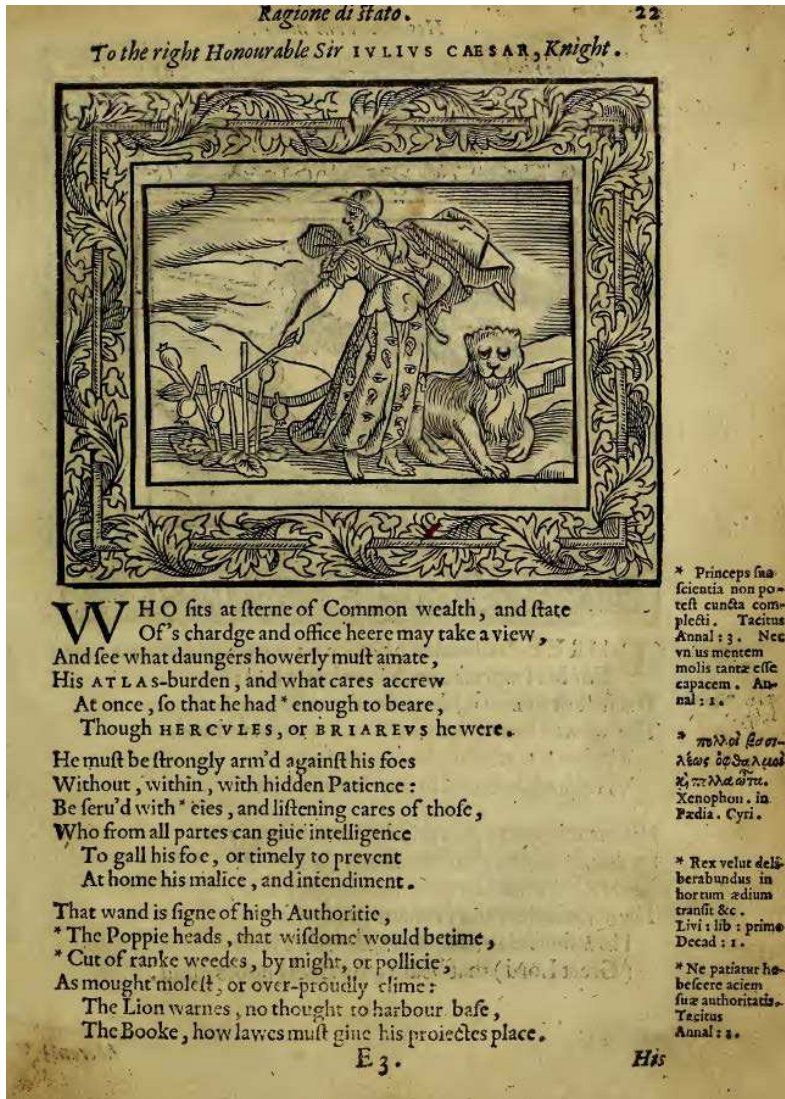 Ragione di ſtato.
22
To the right Honourable Sir IVLIVS CAESAR, Knight.
WHO ſits at ſterne of Common wealth, and ſtate
Of's chardge and office heere may take a view,
And ſee what daungers howerly muſt amate,
His ATLAS-burden, and what cares accrew
At once, ſo that he had * enough to beare,
Though HERCVLES, or BRIAREVS he were.
He muſt be ſtrongly arm'd againſt his foes
Without, within, with hidden Patience:
Be ſeru'd with * eies, and liſtening eares of thoſe,
Who from all partes can giue intelligence
To gall his foe, or timely to prevent
At home his malice, and intendiment.
That wand is ſigne of high Authoritie,
* The Poppie heads, that wiſdome would betime,
* Cut of ranke weedes, by might, or pollicie,
As mought moleſt, or over-proudly clime:
The Lion warnes, no thought to harbour baſe,
The Booke, how lawes muſt giue his proiectes place.
E 3.
His
* Princeps ſua
ſcientia non po-
teſt cuncta com-
plecti. Tacitus
Annal: 3. Nec
vnius mentem
molis tantæ eſſe
capacem. An-
nal: 1.
* πολλοὶ βασι-
λέως ὀφθαλμοὶ
ϗ πολλὰ ὦτα.
Xenophon. in
Pædia. Cyri.
* Rex velut deli-
berabundus in
hortum ædium
tranſit &c.
Livi: lib: primo
Decad: 1.
* Ne patiatur he-
beſcere aciem
ſuæ authoritatis.
Tacitus
Annal: